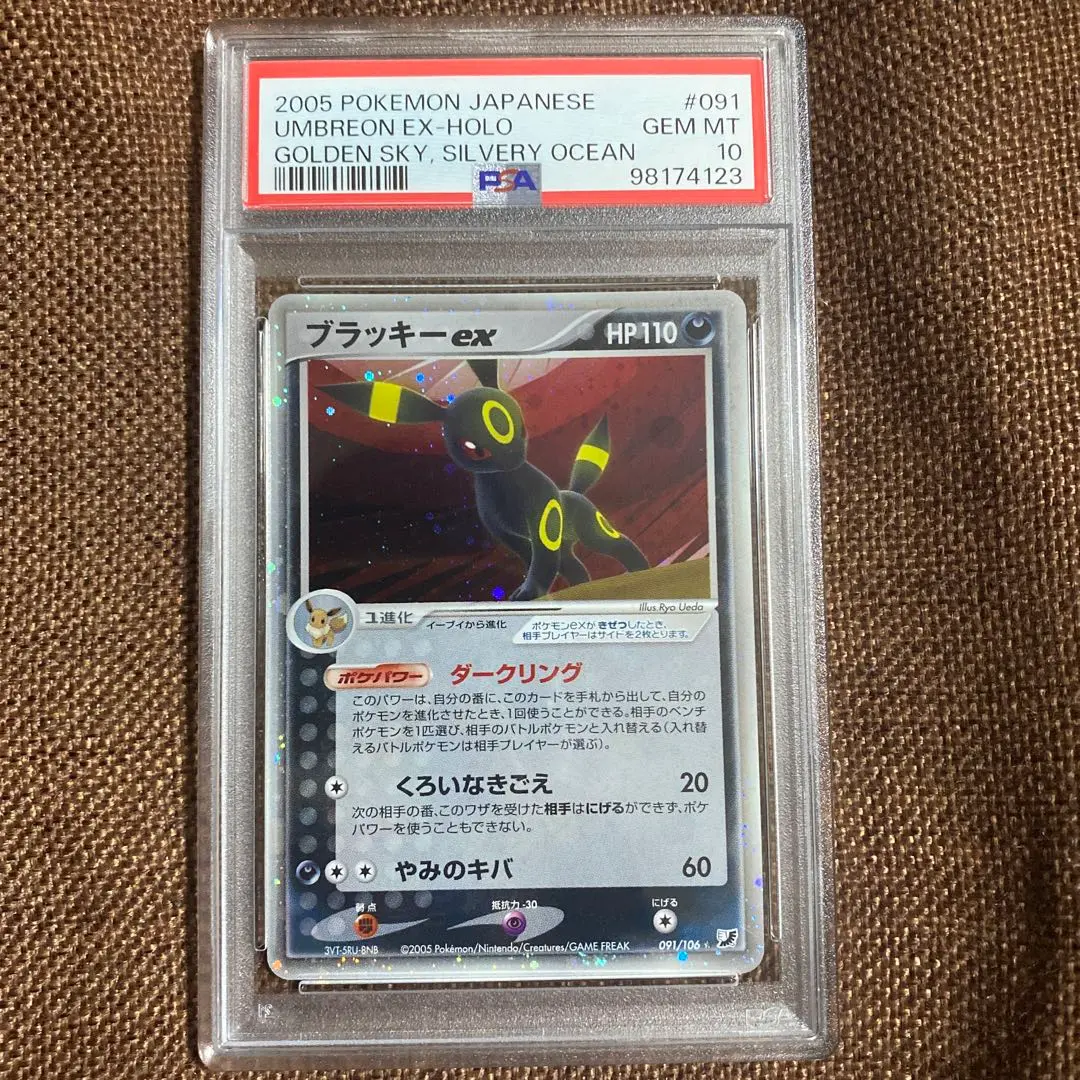 2005 POKEMON JAPANESE #091
UMBREON EX-HOLO GEM MT
GOLDEN SKY, SILVERY OCEAN 10
PSA 98174123
ブラッキーex HP110
Illus. Ryo Ueda
1進化 イーブイから進化
ポケモンexがきぜつしたとき、
相手プレイヤーはサイドを2枚とります。
ポケパワー ダークリング
このパワーは、自分の番に、このカードを手札から出して、自分の
ポケモンを進化させたとき、1回使うことができる。相手のベンチ
ポケモンを1匹選び、相手のバトルポケモンと入れ替える(入れ替
えるバトルポケモンは相手プレイヤーが選ぶ)。
くろいなきごえ 20
次の相手の番、このワザを受けた相手はにげるができず、ポケ
パワーを使うこともできない。
やみのキバ 60
弱点 抵抗力 -30 にげる
3VT-5RU-BNB ©2005 Pokémon/Nintendo/Creatures/GAME FREAK 091/106